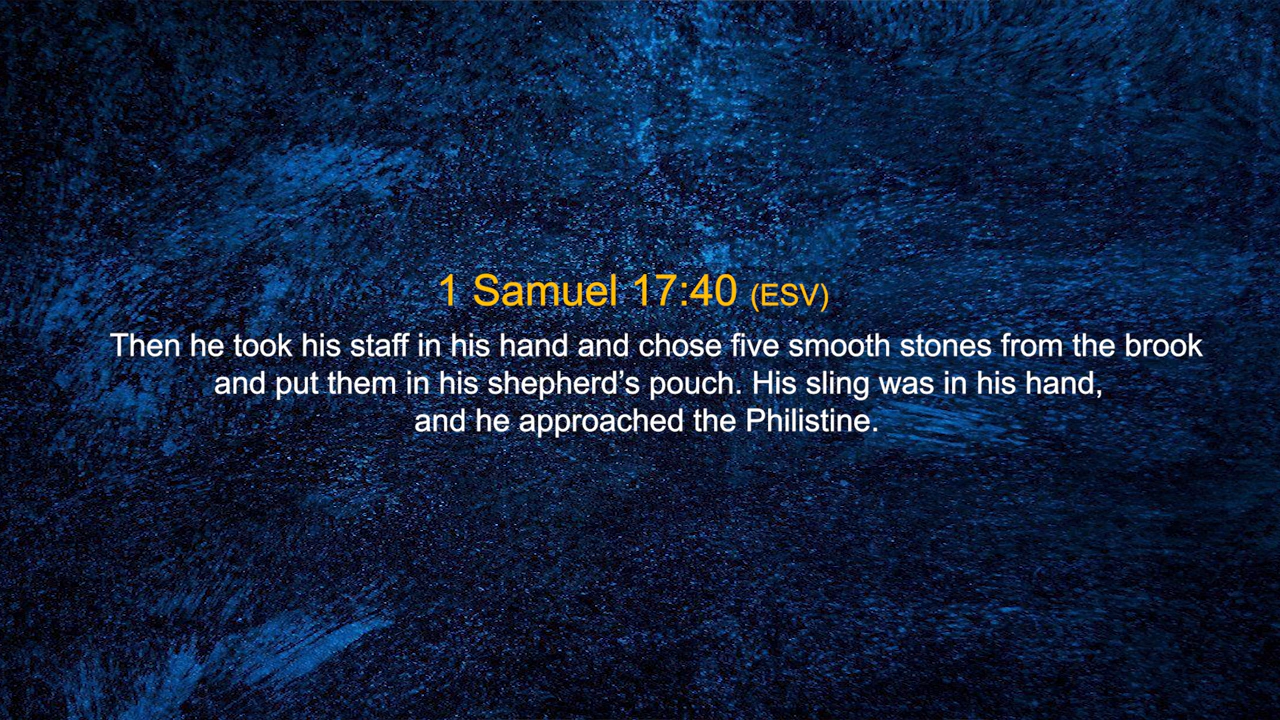 1 Samuel 17:40 (ESV)
Then he took his staff in his hand and chose five smooth stones from the brook
and put them in his shepherd’s pouch. His sling was in his hand,
and he approached the Philistine.